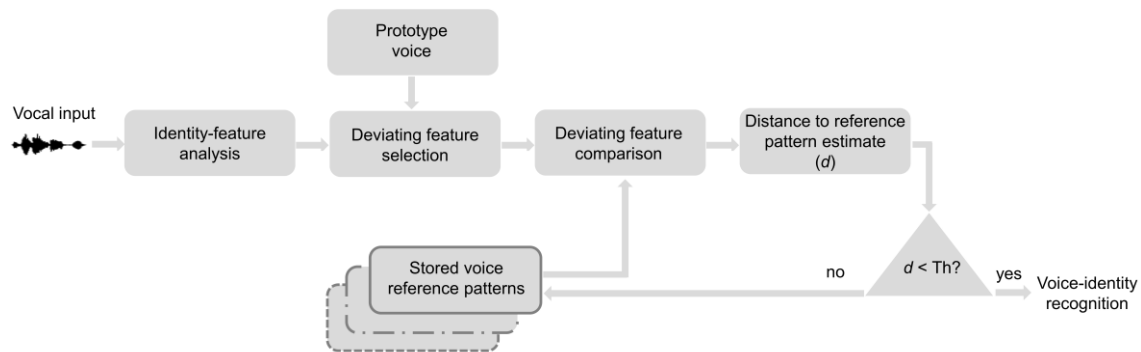 Prototype
voice
Vocal input
Identity-feature
analysis
Deviating feature
selection
Deviating feature
comparison
Distance to reference
pattern estimate
(d)
Stored voice
reference patterns
no
d < Th?
yes
Voice-identity
recognition